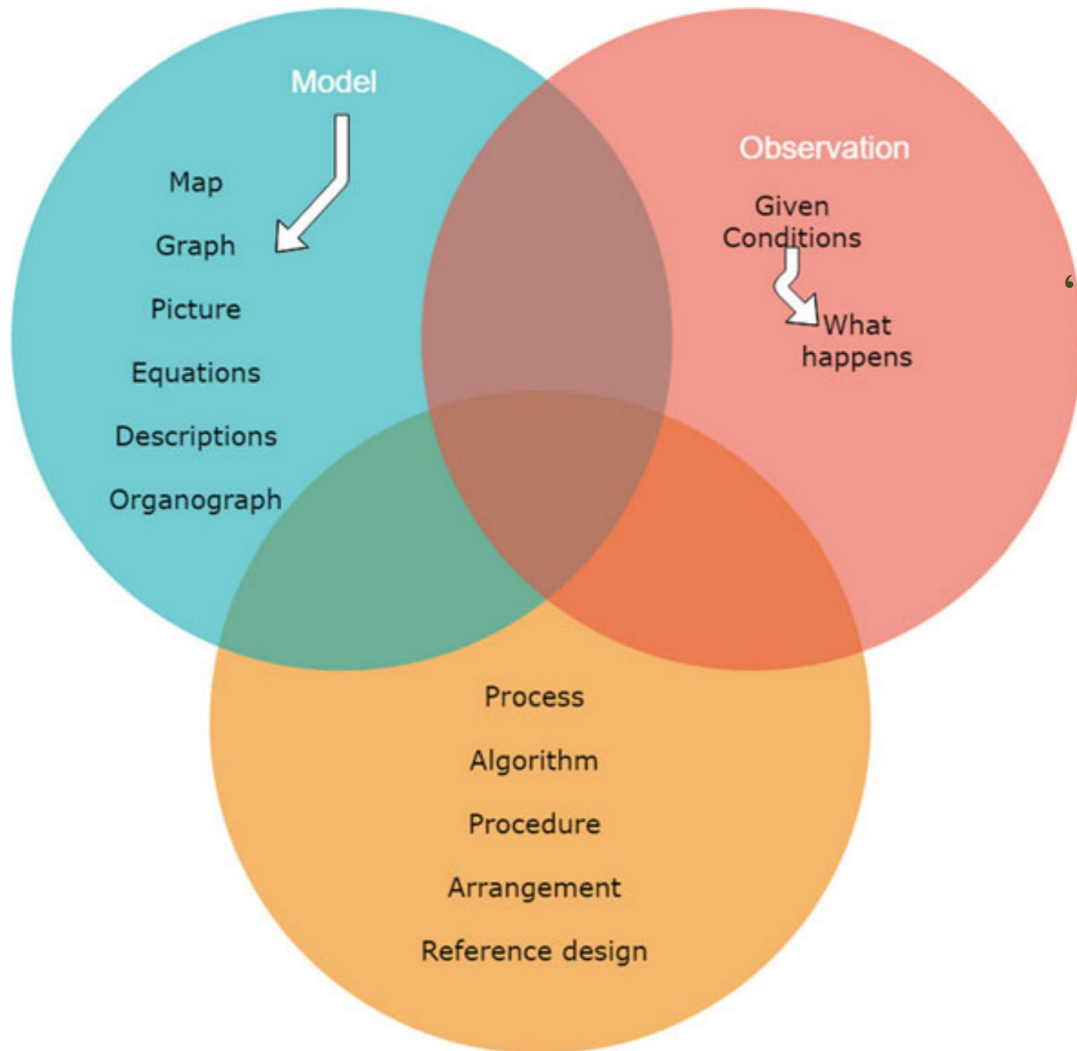 Model
Map
Graph
Picture
Equations
Descriptions
Organograph
Observation
Given
Conditions
What
happens
‘
Process
Algorithm
Procedure
Arrangement
Reference design